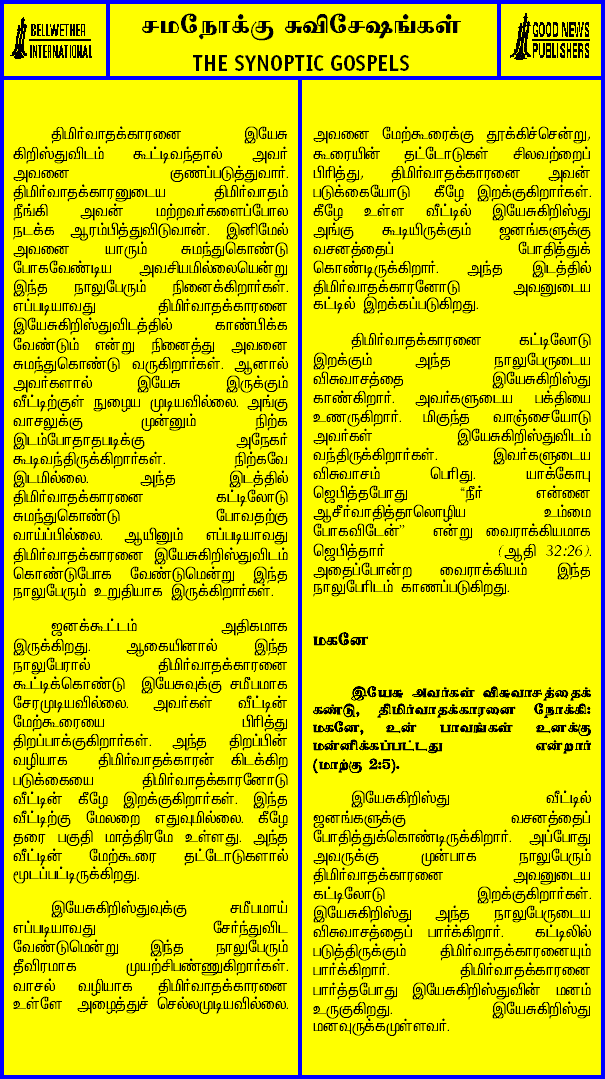 BELLWETHER
INTERNATIONAL
சமநோக்கு சுவிசேஷங்கள்
THE SYNOPTIC GOSPELS
GOOD NEWS
PUBLISHERS
திமிர்வாதக்காரனை இயேசு
கிறிஸ்துவிடம் கூட்டிவந்தால் அவர்
அவனை குணப்படுத்துவார்.
திமிர்வாதக்காரனுடைய திமிர்வாதம்
நீங்கி அவன் மற்றவர்களைப்போல
நடக்க ஆரம்பித்துவிடுவான். இனிமேல்
அவனை யாரும் சுமந்துகொண்டு
போகவேண்டிய அவசியமில்லையென்று
இந்த நாலுபேரும் நினைக்கிறார்கள்.
எப்படியாவது திமிர்வாதக்காரனை
இயேசுகிறிஸ்துவிடத்தில் காண்பிக்க
வேண்டும் என்று நினைத்து அவனை
சுமந்துகொண்டு வருகிறார்கள். ஆனால்
அவர்களால் இயேசு இருக்கும்
வீட்டிற்குள் நுழைய முடியவில்லை. அங்கு
வாசலுக்கு முன்னும் நிற்க
இடம்போதாதபடிக்கு அநேகர்
கூடிவந்திருக்கிறார்கள். நிற்கவே
இடமில்லை. அந்த இடத்தில்
திமிர்வாதக்காரனை கட்டிலோடு
சுமந்துகொண்டு போவதற்கு
வாய்ப்பில்லை. ஆயினும் எப்படியாவது
திமிர்வாதக்காரனை இயேசுகிறிஸ்துவிடம்
கொண்டுபோக வேண்டுமென்று இந்த
நாலுபேரும் உறுதியாக இருக்கிறார்கள்.
ஜனக்கூட்டம் அதிகமாக
இருக்கிறது. ஆகையினால் இந்த
நாலுபேரால் திமிர்வாதக்காரனை
கூட்டிக்கொண்டு இயேசுவுக்கு சமீபமாக
சேரமுடியவில்லை. அவர்கள் வீட்டின்
மேற்கூரையை பிரித்து
திறப்பாக்குகிறார்கள். அந்த திறப்பின்
வழியாக திமிர்வாதக்காரன் கிடக்கிற
படுக்கையை திமிர்வாதக்காரனோடு
வீட்டின் கீழே இறக்குகிறார்கள். இந்த
வீட்டிற்கு மேலறை எதுவுமில்லை. கீழே
தரை பகுதி மாத்திரமே உள்ளது. அந்த
வீட்டின் மேற்கூரை தட்டோடுகளால்
மூடப்பட்டிருக்கிறது.
இயேசுகிறிஸ்துவுக்கு சமீபமாய்
எப்படியாவது சேர்ந்துவிட
வேண்டுமென்று இந்த நாலுபேரும்
தீவிரமாக முயற்சிபண்ணுகிறார்கள்.
வாசல் வழியாக திமிர்வாதக்காரனை
உள்ளே அழைத்துச் செல்லமுடியவில்லை.
அவனை மேற்கூரைக்கு தூக்கிச்சென்று,
கூரையின் தட்டோடுகள் சிலவற்றைப்
பிரித்து, திமிர்வாதக்காரனை அவன்
படுக்கையோடு கீழே இறக்குகிறார்கள்.
கீழே உள்ள வீட்டில் இயேசுகிறிஸ்து
அங்கு கூடியிருக்கும் ஜனங்களுக்கு
வசனத்தைப் போதித்துக்
கொண்டிருக்கிறார். அந்த இடத்தில்
திமிர்வாதக்காரனோடு அவனுடைய
கட்டில் இறக்கப்படுகிறது.
திமிர்வாதக்காரனை கட்டிலோடு
இறக்கும் அந்த நாலுபேருடைய
விசுவாசத்தை இயேசுகிறிஸ்து
காண்கிறார். அவர்களுடைய பக்தியை
உணருகிறார். மிகுந்த வாஞ்சையோடு
அவர்கள் இயேசுகிறிஸ்துவிடம்
வந்திருக்கிறார்கள். இவர்களுடைய
விசுவாசம் பெரிது. யாக்கோபு
ஜெபித்தபோது "நீர் என்னை
ஆசீர்வாதித்தாலொழிய உம்மை
போகவிடேன்" என்று வைராக்கியமாக
ஜெபித்தார் (ஆதி 32:26).
அதைப்போன்ற வைராக்கியம் இந்த
நாலுபேரிடம் காணப்படுகிறது.
மகனே
இயேசு அவர்கள் விசுவாசத்தைக்
கண்டு, திமிர்வாதக்காரனை நோக்கி:
மகனே, உன் பாவங்கள் உனக்கு
மன்னிக்கப்பட்டது என்றார்
(மாற்கு 2:5).
இயேசுகிறிஸ்து வீட்டில்
ஜனங்களுக்கு வசனத்தைப்
போதித்துக்கொண்டிருக்கிறார். அப்போது
அவருக்கு முன்பாக நாலுபேரும்
திமிர்வாதக்காரனை அவனுடைய
கட்டிலோடு இறக்குகிறார்கள்.
இயேசுகிறிஸ்து அந்த நாலுபேருடைய
விசுவாசத்தைப் பார்க்கிறார். கட்டிலில்
படுத்திருக்கும் திமிர்வாதக்காரனையும்
பார்க்கிறார். திமிர்வாதக்காரனை
பார்த்தபோது இயேசுகிறிஸ்துவின் மனம்
உருகுகிறது. இயேசுகிறிஸ்து
மனவுருக்கமுள்ளவர்.